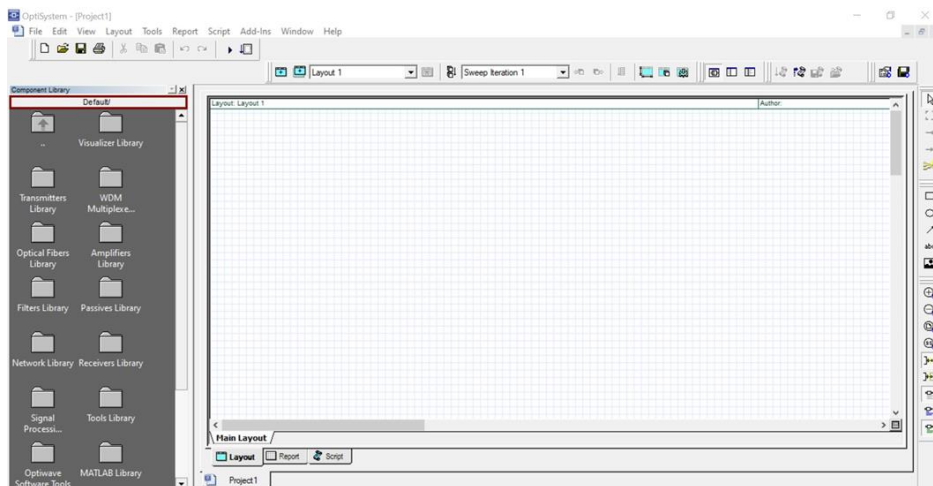 OptiSystem - [Project1]
File Edit View Layout Tools Report Script Add-Ins Window Help
Layout 1
Sweep Iteration 1
Component Library
Default/
Layout: Layout 1
Author:
..
Visualizer Library
Transmitters Library
WDM Multiplexe...
Optical Fibers Library
Amplifiers Library
Filters Library
Passives Library
Network Library
Receivers Library
Signal Processi...
Tools Library
Optiwave Software Tools
MATLAB Library
Main Layout
Layout
Report
Script
Project1